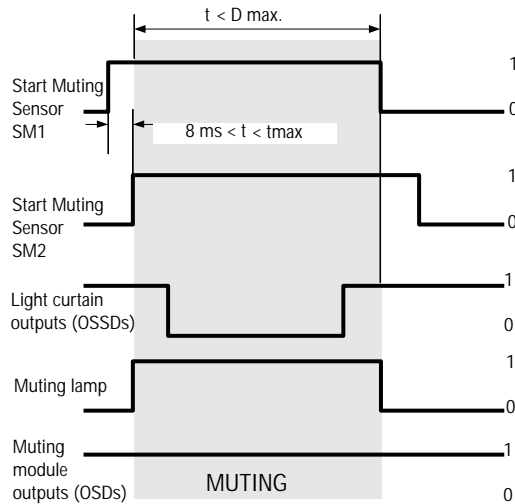 t < D max.
Start Muting
Sensor
SM1
1
0
8 ms < t < tmax
Start Muting
Sensor
SM2
1
0
Light curtain
outputs (OSSDs)
1
0
Muting lamp
1
0
Muting
module
outputs (OSDs)
1
0
MUTING